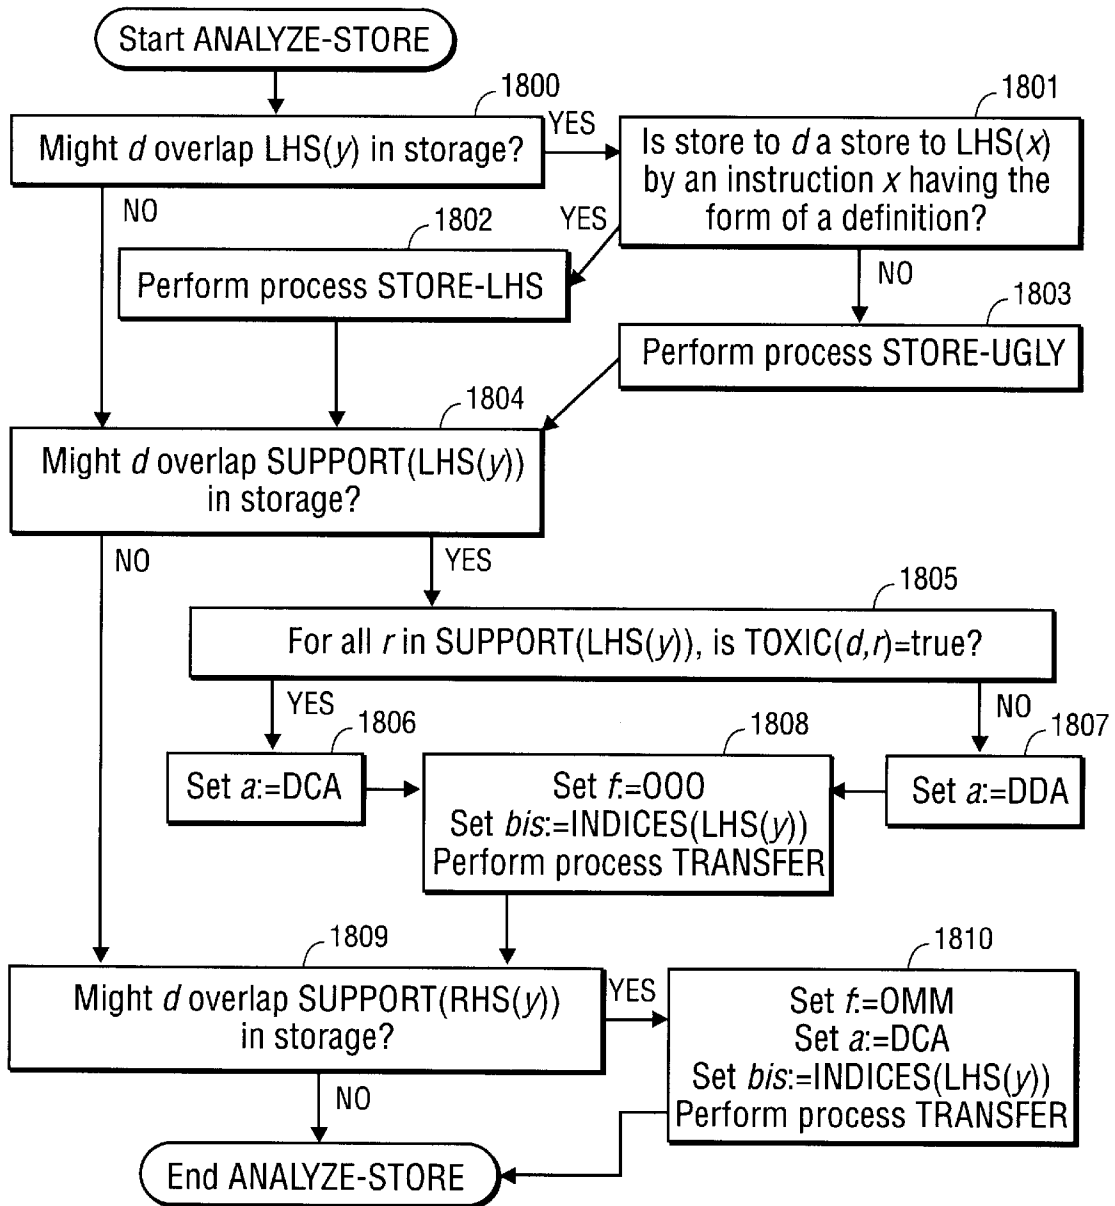 Start ANALYZE-STORE
1800
Might d overlap LHS(y) in storage?
YES
NO
1801
Is store to d a store to LHS(x)
by an instruction x having the
form of a definition?
YES
NO
1802
Perform process STORE-LHS
1803
Perform process STORE-UGLY
1804
Might d overlap SUPPORT(LHS(y))
in storage?
NO
YES
1805
For all r in SUPPORT(LHS(y)), is TOXIC(d,r)=true?
YES
NO
1806
Set a:=DCA
1808
Set f:=OOO
Set bis:=INDICES(LHS(y))
Perform process TRANSFER
1807
Set a:=DDA
1809
Might d overlap SUPPORT(RHS(y))
in storage?
YES
NO
1810
Set f:=OMM
Set a:=DCA
Set bis:=INDICES(LHS(y))
Perform process TRANSFER
End ANALYZE-STORE